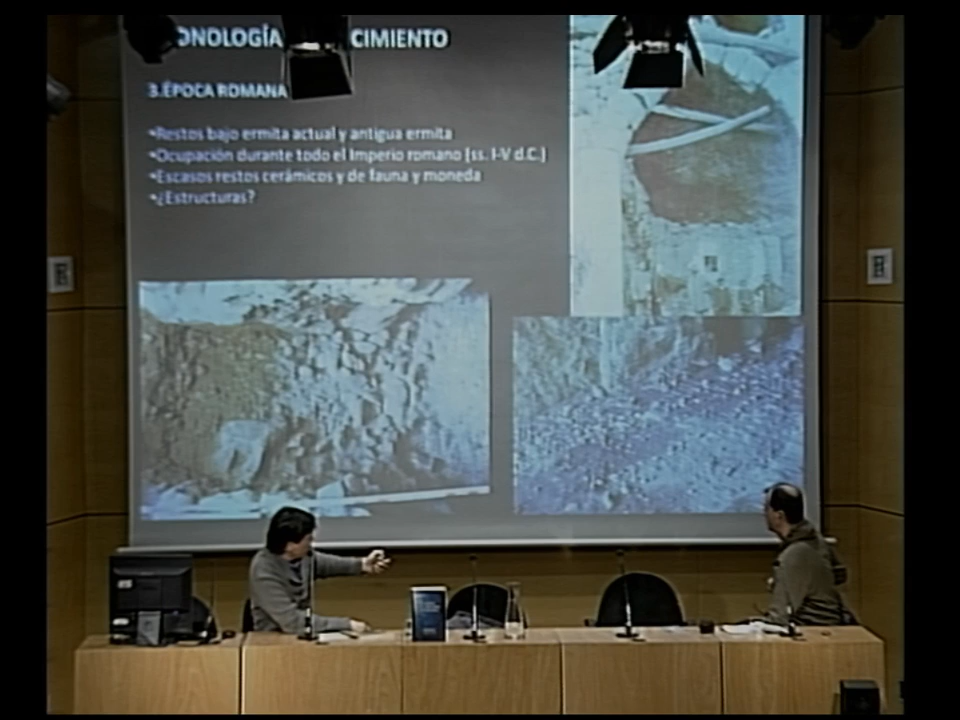 ONOLOGÍA CIMIENTO
3.ÉPOCA ROMANA
•Restos bajo ermita actual y antigua ermita
•Ocupación durante todo el Imperio romano [ss. I-V d.C.]
•Escasos restos cerámicos y de fauna y moneda
•¿Estructuras?